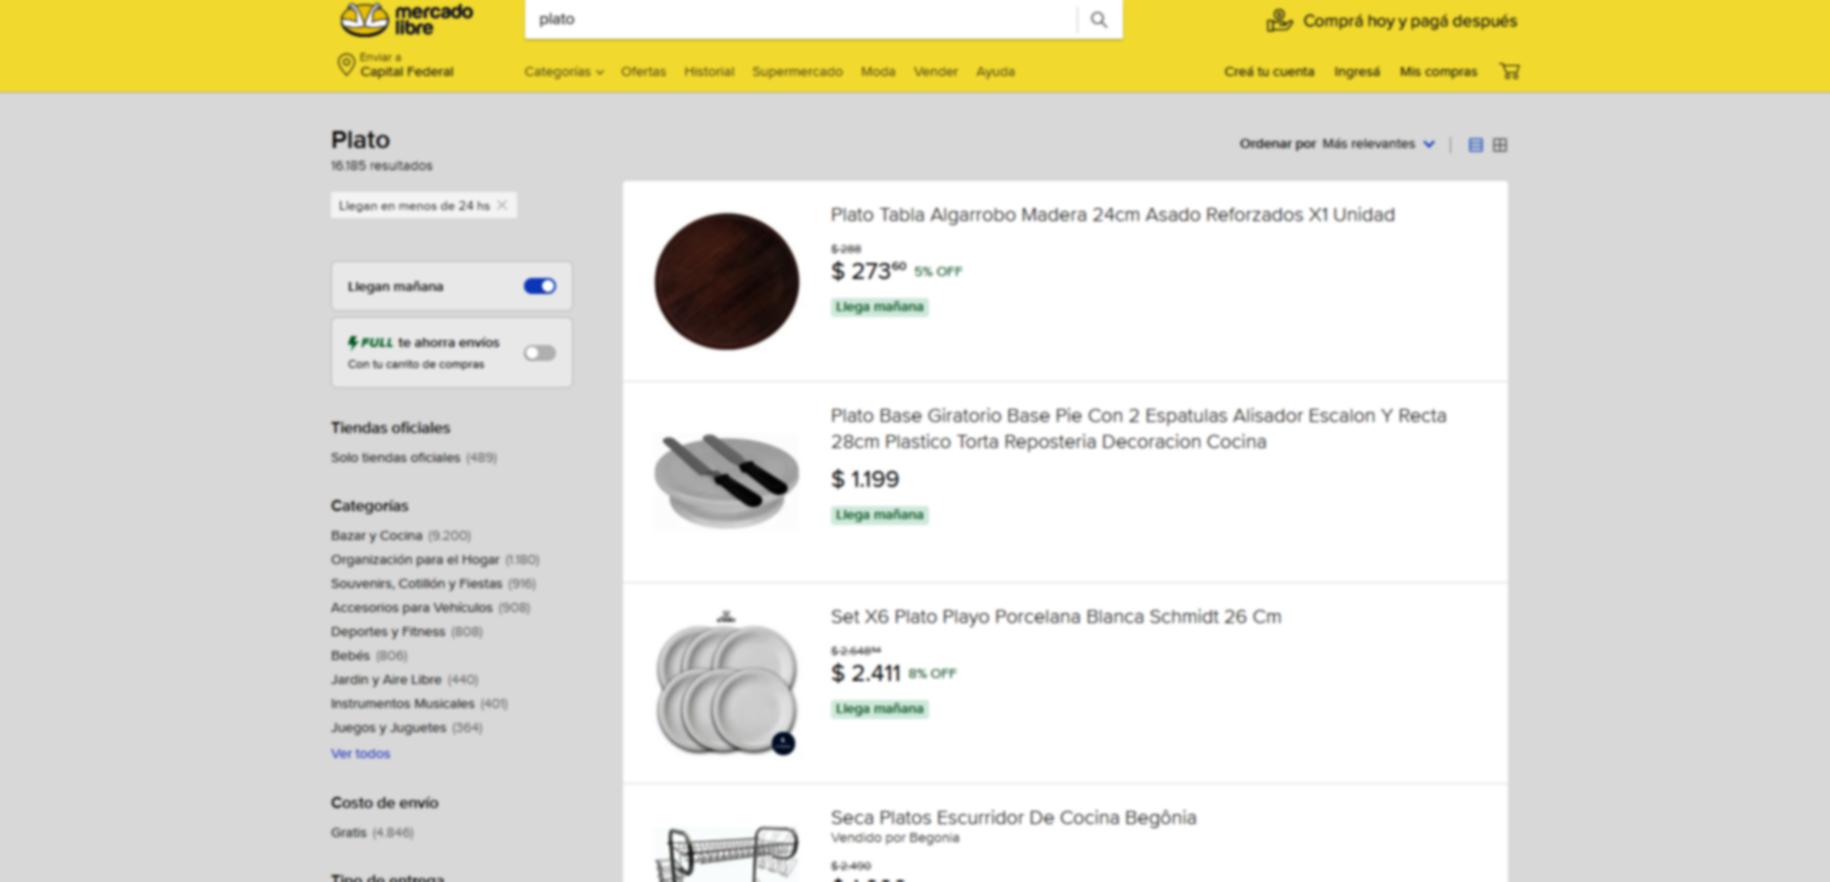 mercado
libre
plato
Comprá hoy y pagá después
Enviar a
Capital Federal
Categorías
Ofertas
Historial
Supermercado
Moda
Vender
Ayuda
Creá tu cuenta
Ingresá
Mis compras
Plato
16.185 resultados
Ordenar por Más relevantes
Llegan en menos de 24 hs
Llegan mañana
FULL te ahorra envíos
Con tu carrito de compras
Tiendas oficiales
Solo tiendas oficiales (489)
Categorías
Bazar y Cocina (9.200)
Organización para el Hogar (1.180)
Souvenirs, Cotillón y Fiestas (916)
Accesorios para Vehículos (908)
Deportes y Fitness (808)
Bebés (806)
Jardín y Aire Libre (440)
Instrumentos Musicales (401)
Juegos y Juguetes (364)
Ver todos
Costo de envío
Gratis (4.846)
Tipo de entrega
Plato Tabla Algarrobo Madera 24cm Asado Reforzados X1 Unidad
$ 288
$ 273 60 5% OFF
Llega mañana
Plato Base Giratorio Base Pie Con 2 Espatulas Alisador Escalon Y Recta
28cm Plastico Torta Reposteria Decoracion Cocina
$ 1.199
Llega mañana
Set X6 Plato Playo Porcelana Blanca Schmidt 26 Cm
$ 2.648
$ 2.411 8% OFF
Llega mañana
Seca Platos Escurridor De Cocina Begônia
Vendido por Begonia
$ 2.490